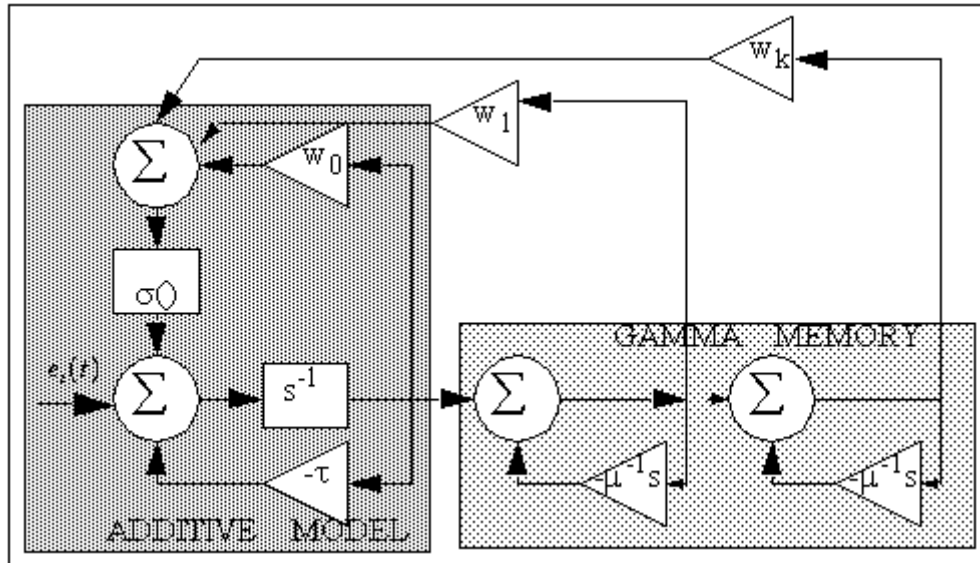 w_k
w_1
Σ
w_0
σ()
GAMMA MEMORY
e_i(t)
Σ
s^-1
Σ
Σ
-τ
-μ^-1 s
-μ^-1 s
ADDITIVE MODEL